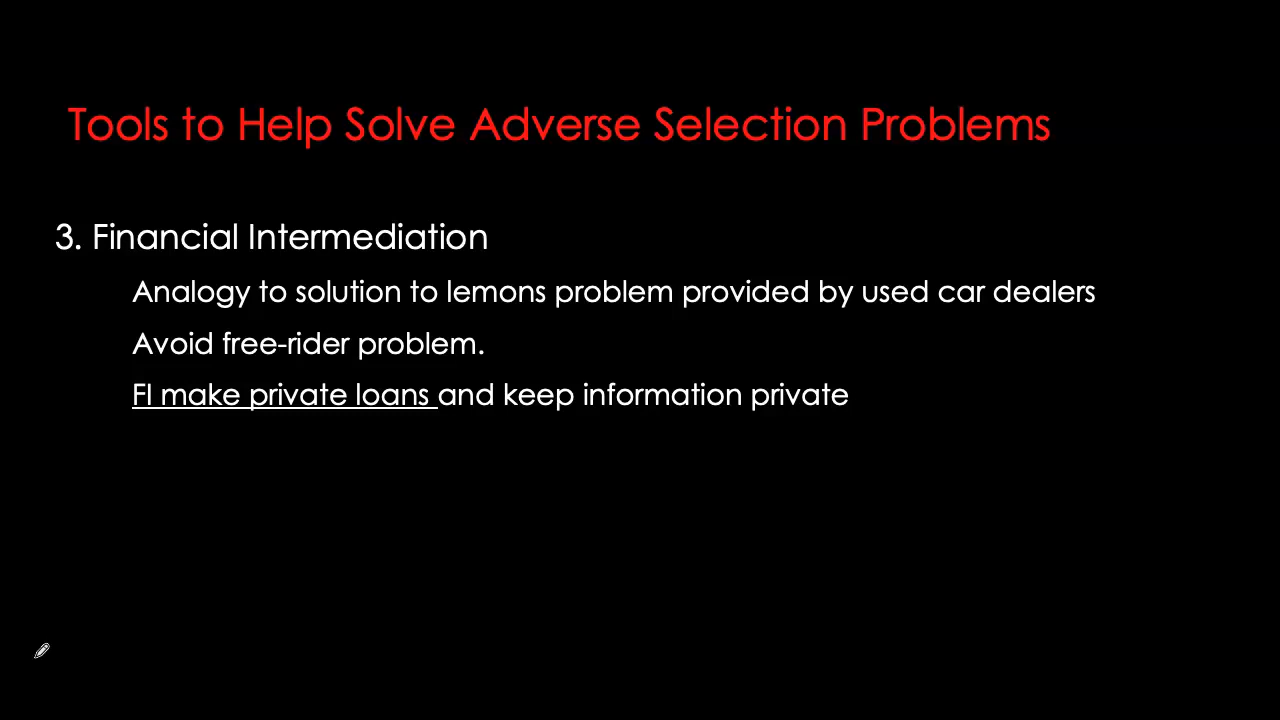 Tools to Help Solve Adverse Selection Problems
3. Financial Intermediation
Analogy to solution to lemons problem provided by used car dealers
Avoid free-rider problem.
FI make private loans and keep information private